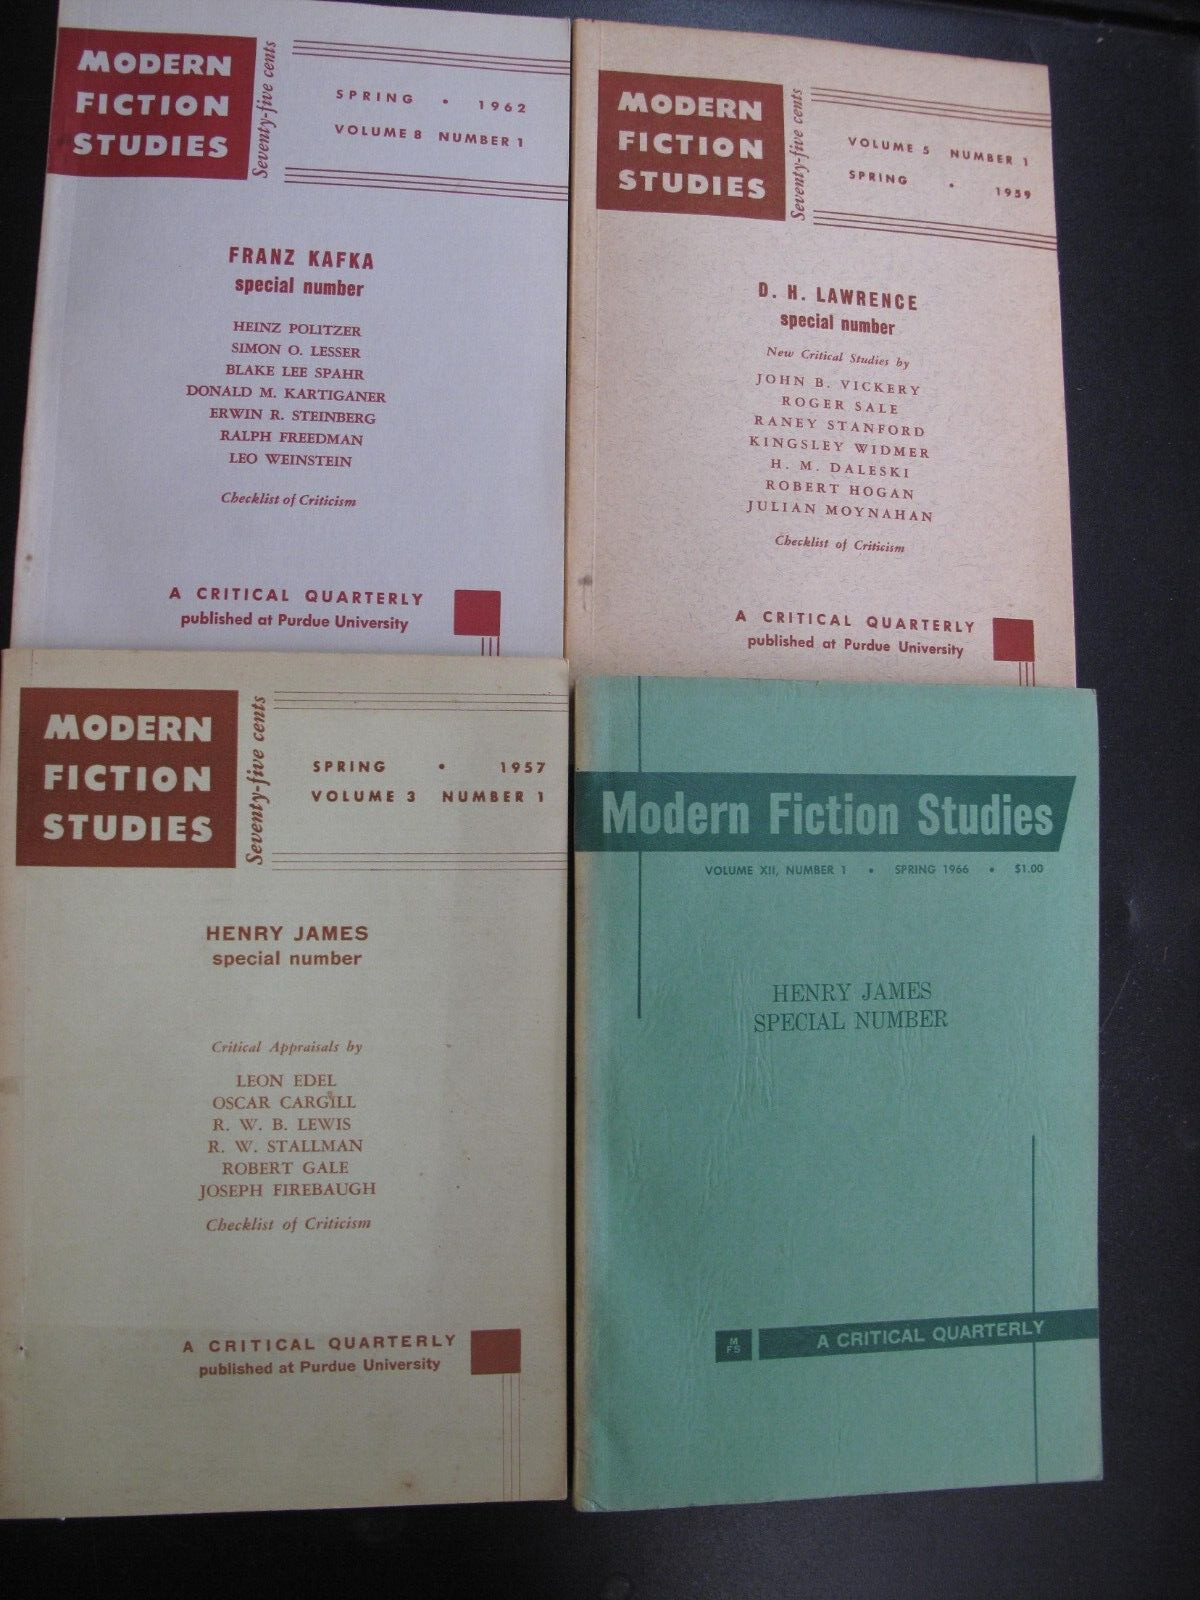 MODERN
FICTION
STUDIES
Seventy-five cents
SPRING • 1962
VOLUME 8 NUMBER 1
FRANZ KAFKA
special number
HEINZ POLITZER
SIMON O. LESSER
BLAKE LEE SPAHR
DONALD M. KARTIGANER
ERWIN R. STEINBERG
RALPH FREEDMAN
LEO WEINSTEIN
Checklist of Criticism
A CRITICAL QUARTERLY
published at Purdue University
MODERN
FICTION
STUDIES
Seventy-five cents
VOLUME 5 NUMBER 1
SPRING • 1959
D. H. LAWRENCE
special number
New Critical Studies by
JOHN B. VICKERY
ROGER SALE
RANEY STANFORD
KINGSLEY WIDMER
H. M. DALESKI
ROBERT HOGAN
JULIAN MOYNAHAN
Checklist of Criticism
A CRITICAL QUARTERLY
published at Purdue University
MODERN
FICTION
STUDIES
Seventy-five cents
SPRING • 1957
VOLUME 3 NUMBER 1
HENRY JAMES
special number
Critical Appraisals by
LEON EDEL
OSCAR CARGILL
R. W. B. LEWIS
R. W. STALLMAN
ROBERT GALE
JOSEPH FIREBAUGH
Checklist of Criticism
A CRITICAL QUARTERLY
published at Purdue University
Modern Fiction Studies
VOLUME XII, NUMBER 1 • SPRING 1966 • $1.00
HENRY JAMES
SPECIAL NUMBER
M
FS
A CRITICAL QUARTERLY